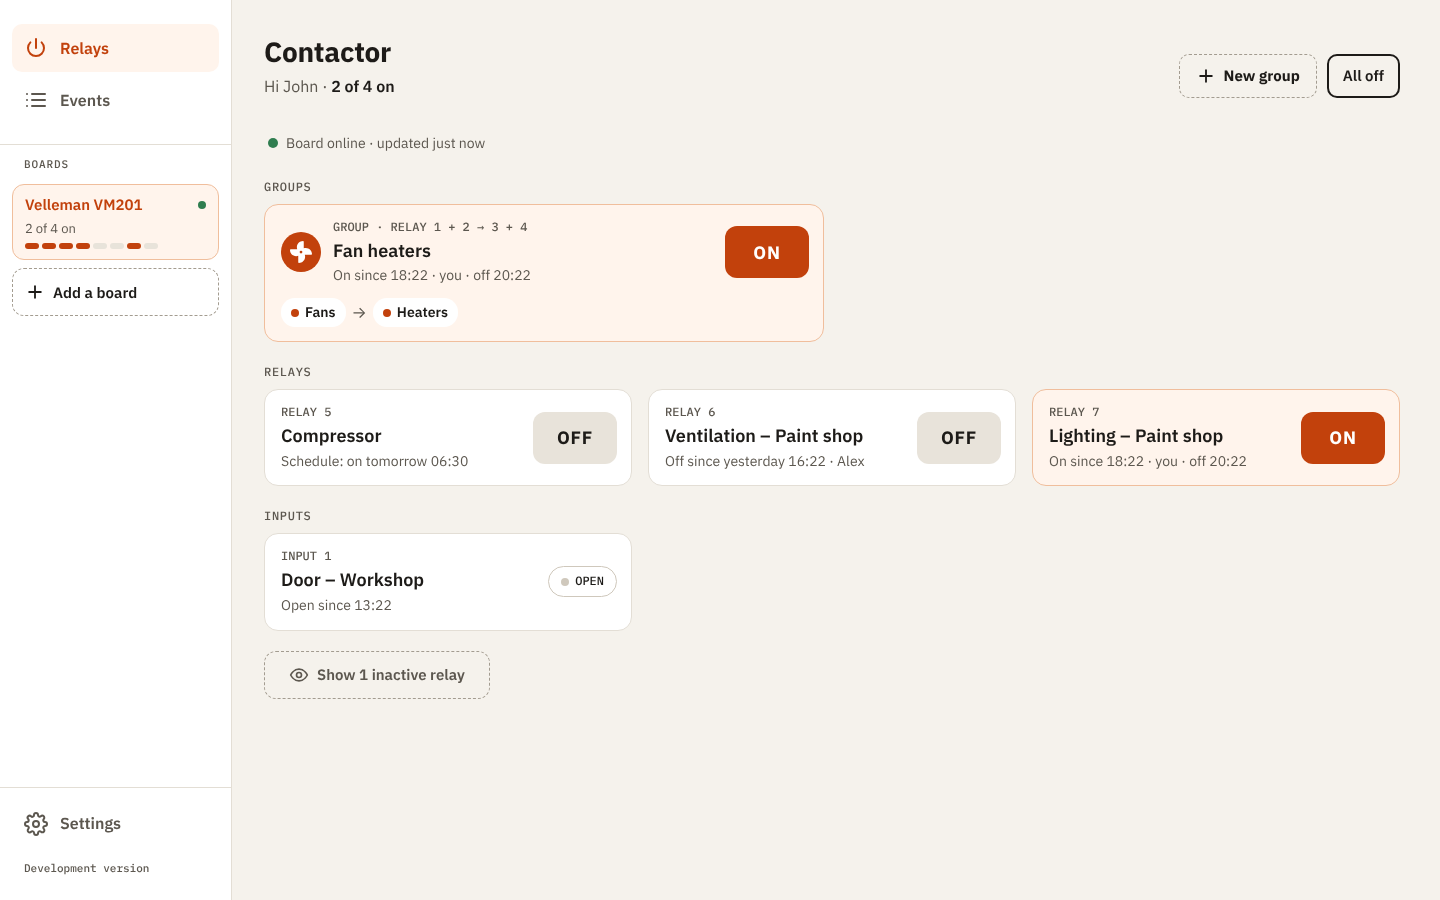 Relays
Events
BOARDS
Velleman VM201
2 of 4 on
Add a board
Settings
Development version
Contactor
Hi John · 2 of 4 on
New group
All off
Board online · updated just now
GROUPS
GROUP · RELAY 1 + 2 → 3 + 4
Fan heaters
On since 18:22 · you · off 20:22
ON
Fans → Heaters
RELAYS
RELAY 5
Compressor
Schedule: on tomorrow 06:30
OFF
RELAY 6
Ventilation – Paint shop
Off since yesterday 16:22 · Alex
OFF
RELAY 7
Lighting – Paint shop
On since 18:22 · you · off 20:22
ON
INPUTS
INPUT 1
Door – Workshop
Open since 13:22
OPEN
Show 1 inactive relay